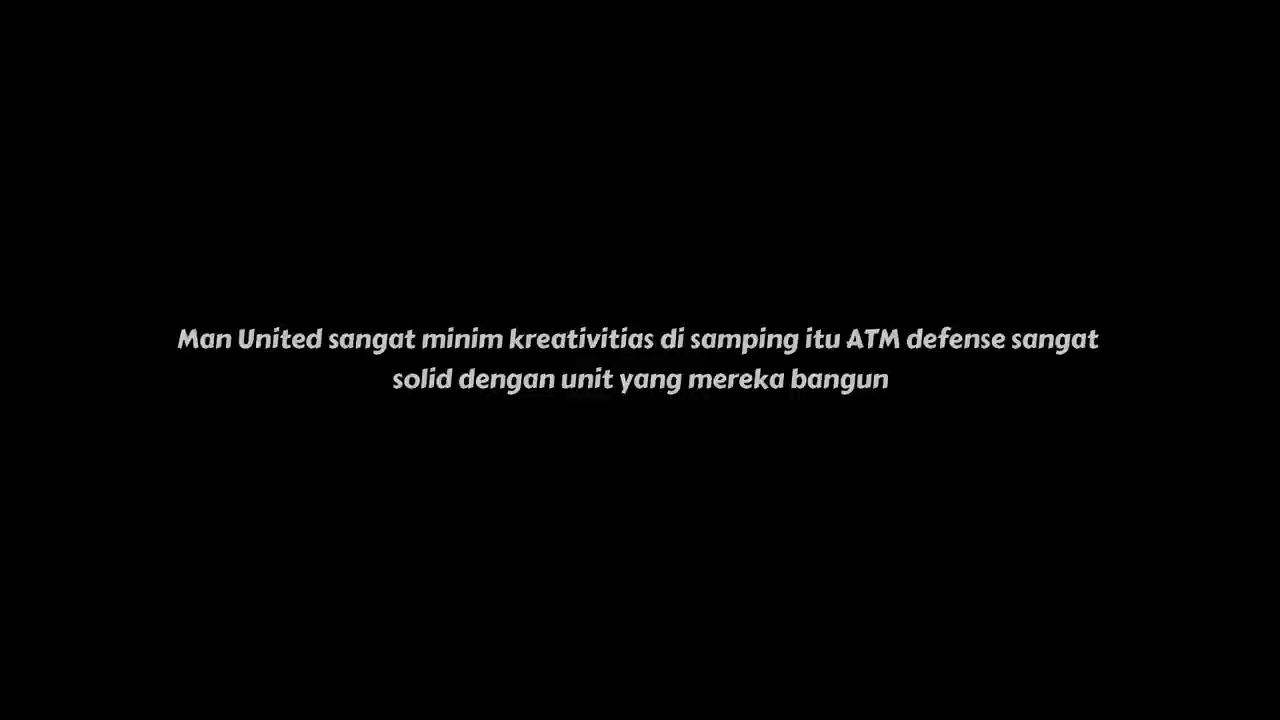 Man United sangat minim kreativitias di samping itu ATM defense sangat
solid dengan unit yang mereka bangun